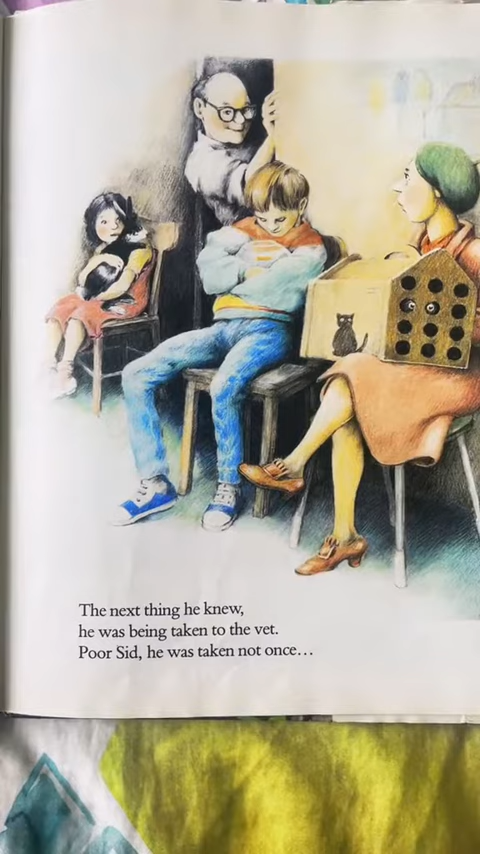 The next thing he knew,
he was being taken to the vet.
Poor Sid, he was taken not once…